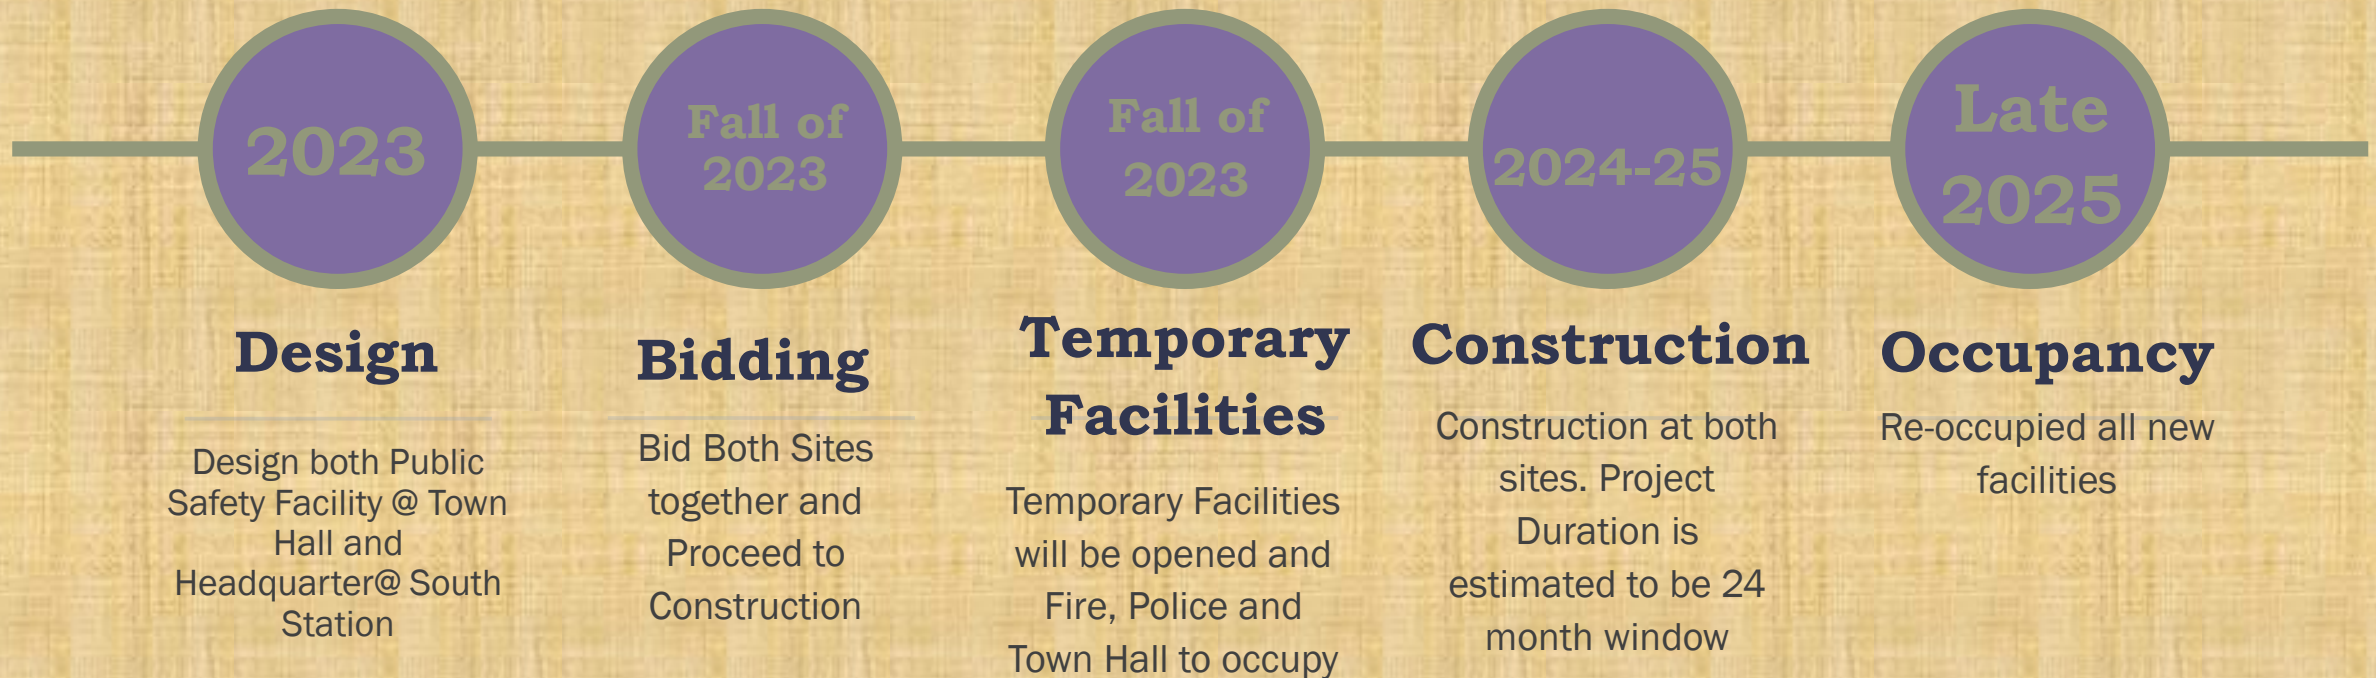 2023
Design
Design both Public
Safety Facility @ Town
Hall and
Headquarter@ South
Station
Fall of
2023
Bidding
Bid Both Sites
together and
Proceed to
Construction
Fall of
2023
Temporary
Facilities
Temporary Facilities
will be opened and
Fire, Police and
Town Hall to occupy
2024-25
Construction
Construction at both
sites. Project
Duration is
estimated to be 24
month window
Late
2025
Occupancy
Re-occupied all new
facilities